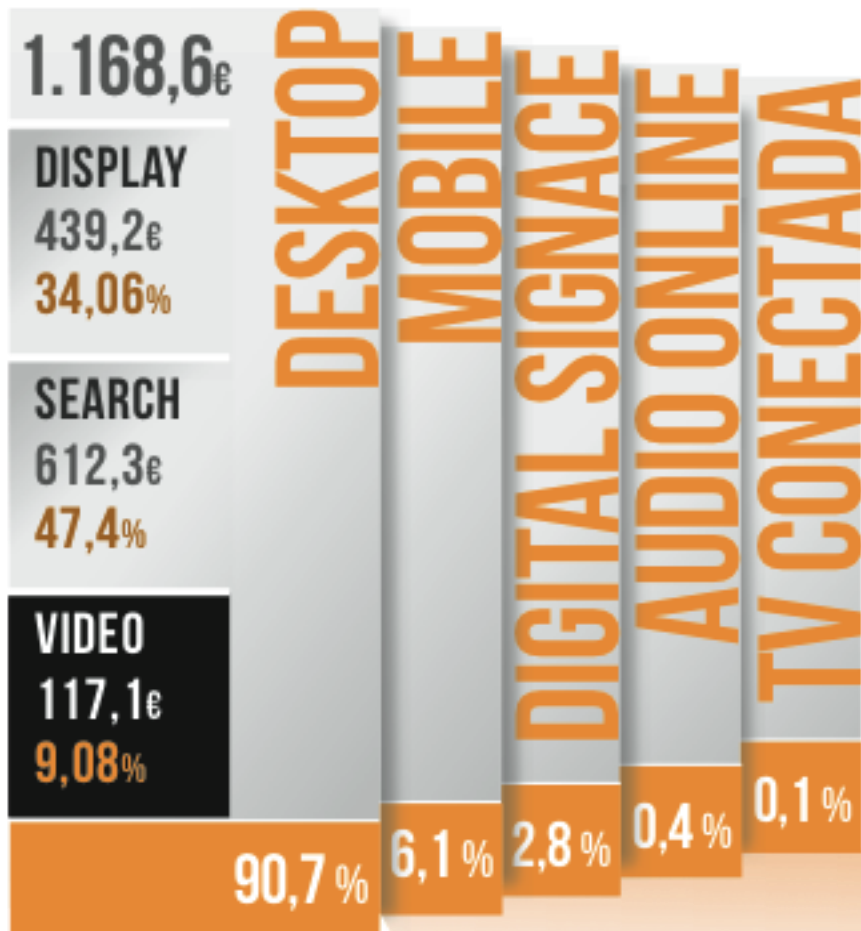 1.168,6€
DISPLAY
439,2€
34,06%
SEARCH
612,3€
47,4%
VIDEO
117,1€
9,08%
DESKTOP
90,7 %
MOBILE
6,1 %
DIGITAL SIGNACE
2,8 %
AUDIO ONLINE
0,4 %
TV CONECTADA
0,1 %